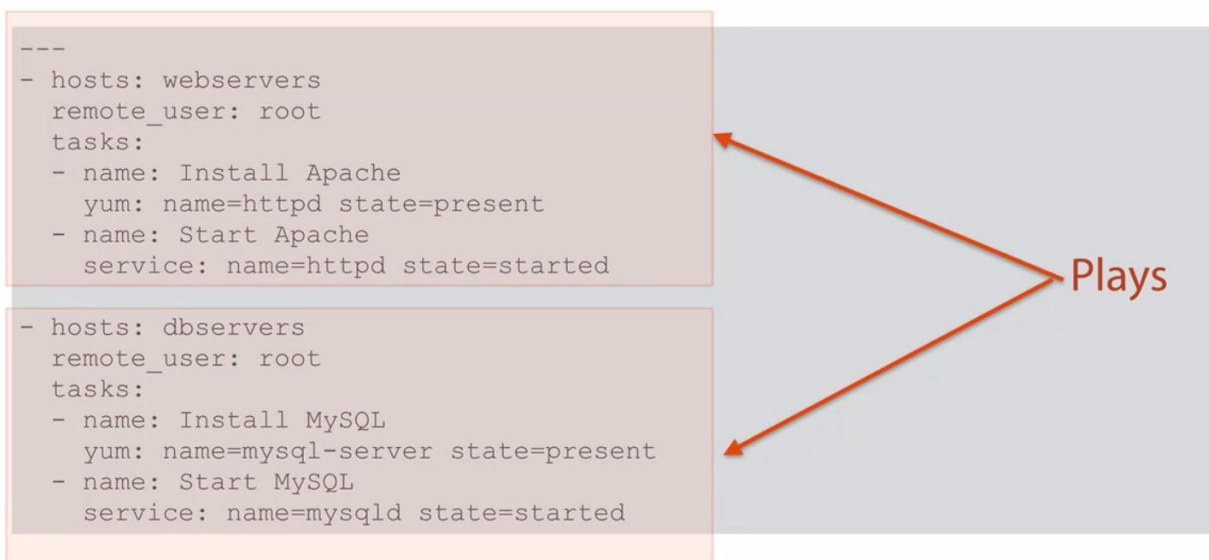 ---
- hosts: webservers
  remote_user: root
  tasks:
  - name: Install Apache
    yum: name=httpd state=present
  - name: Start Apache
    service: name=httpd state=started
- hosts: dbservers
  remote_user: root
  tasks:
  - name: Install MySQL
    yum: name=mysql-server state=present
  - name: Start MySQL
    service: name=mysqld state=started
Plays